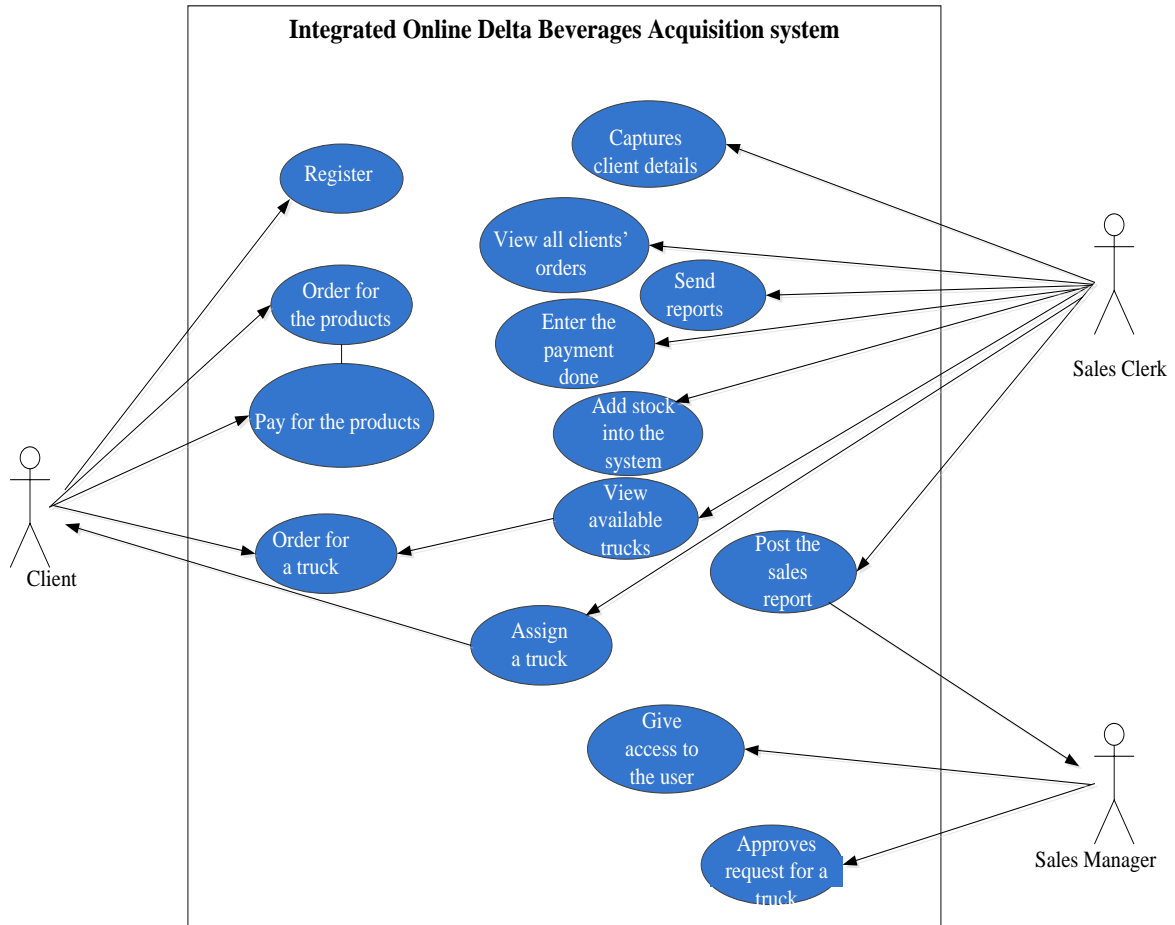 Integrated Online Delta Beverages Acquisition system
Captures
client details
Register
View all clients’
orders
Send
reports
Order for
the products
Enter the
payment
done
Sales Clerk
Pay for the products
Add stock
into the
system
View
available
trucks
Order for
a truck
Post the
sales
report
Client
Assign
a truck
Give
access to
the user
Approves
request for a
truck
Sales Manager